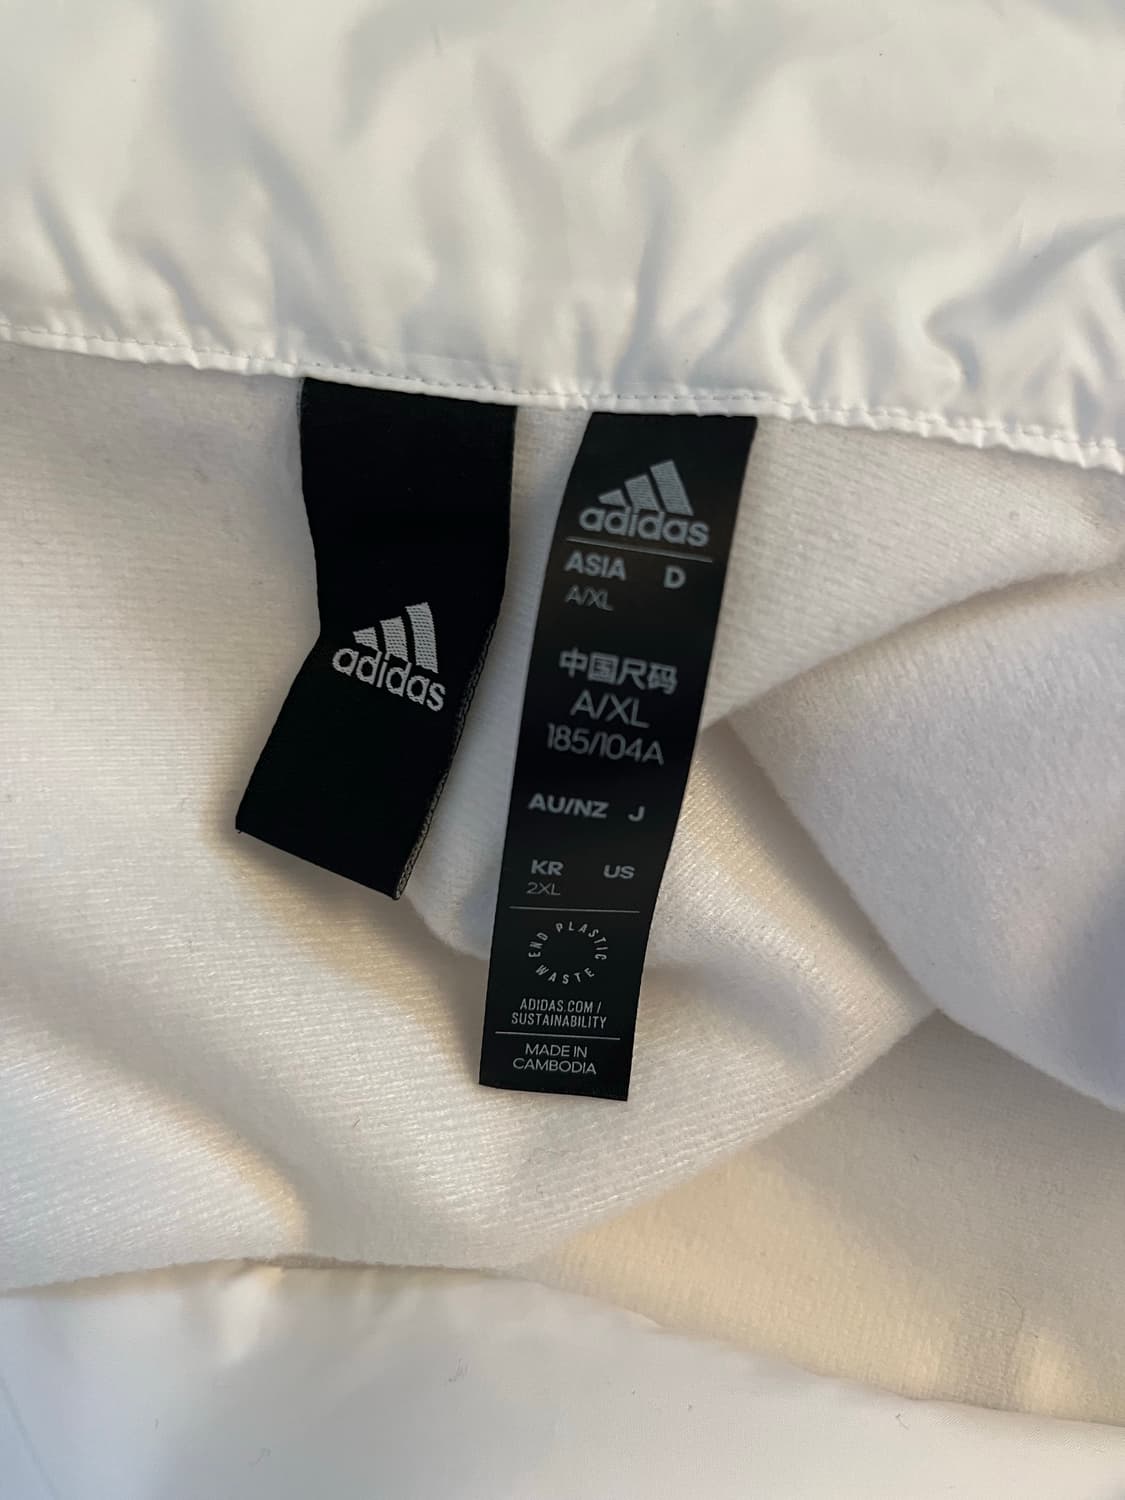 adidas
adidas
ASIA D
A/XL
中国尺码
A/XL
185/104A
AU/NZ J
KR US
2XL
END PLASTIC WASTE
ADIDAS.COM /
SUSTAINABILITY
MADE IN
CAMBODIA